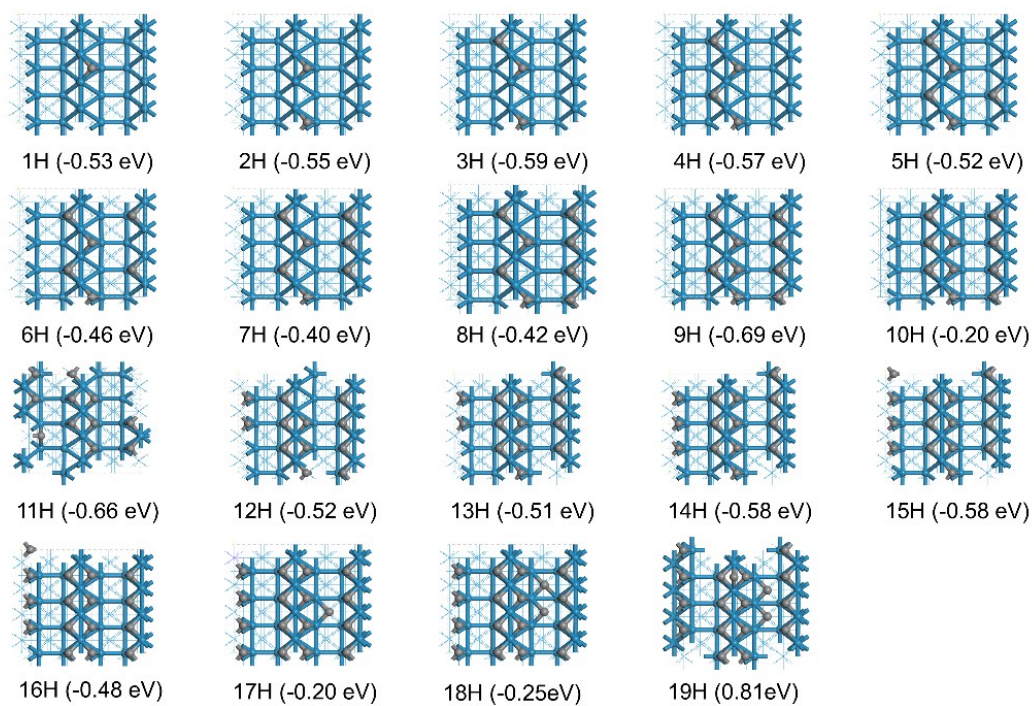 1H (-0.53 eV) 2H (-0.55 eV) 3H (-0.59 eV) 4H (-0.57 eV) 5H (-0.52 eV)
6H (-0.46 eV) 7H (-0.40 eV) 8H (-0.42 eV) 9H (-0.69 eV) 10H (-0.20 eV)
11H (-0.66 eV) 12H (-0.52 eV) 13H (-0.51 eV) 14H (-0.58 eV) 15H (-0.58 eV)
16H (-0.48 eV) 17H (-0.20 eV) 18H (-0.25eV) 19H (0.81eV)